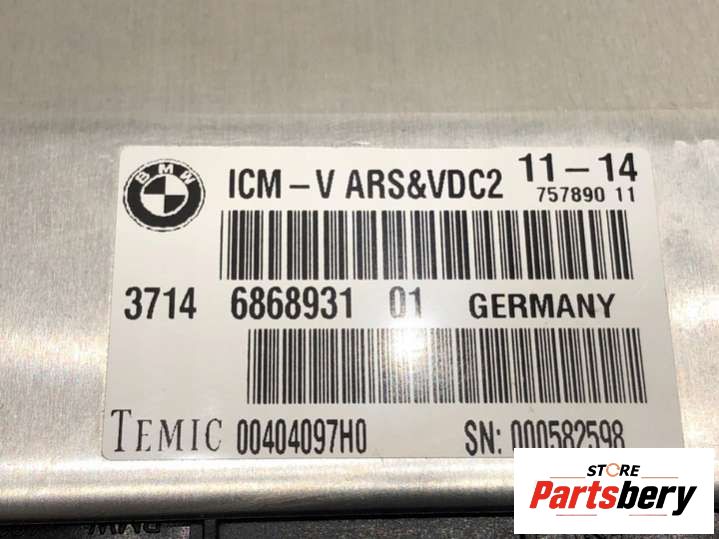 BMW
ICM-V ARS&VDC2 11-14
757890 11
3714 6868931 01 GERMANY
TEMIC 00404097H0 SN: 000582598
STORE
Partsbery